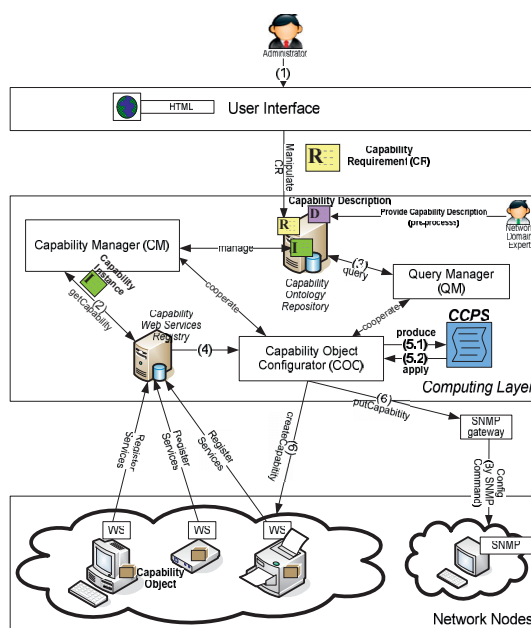 Administrator
(1)
HTML
User Interface
Manipulate
CR
R
Capability
Requirement (CR)
Capability Description
R
D
I
Provide Capability Description
(pre-process)
Network
Domain
Expert
Capability Manager (CM)
manage
Capability
Ontology
Repository
(3)
query
Query Manager
(QM)
Capability
Instance
I
(2)
getCapability
cooperate
cooperate
Capability
Web Services
Registry
(4)
Capability Object
Configurator (COC)
produce
(5.1)
(5.2)
apply
CCPS
Computing Layer
Register
Services
Register
Services
Register
Services
(6)
createCapability
(6)
putCapability
SNMP
gateway
Config
(By SNMP
Command)
WS
WS
WS
SNMP
Capability
Object
Network Nodes